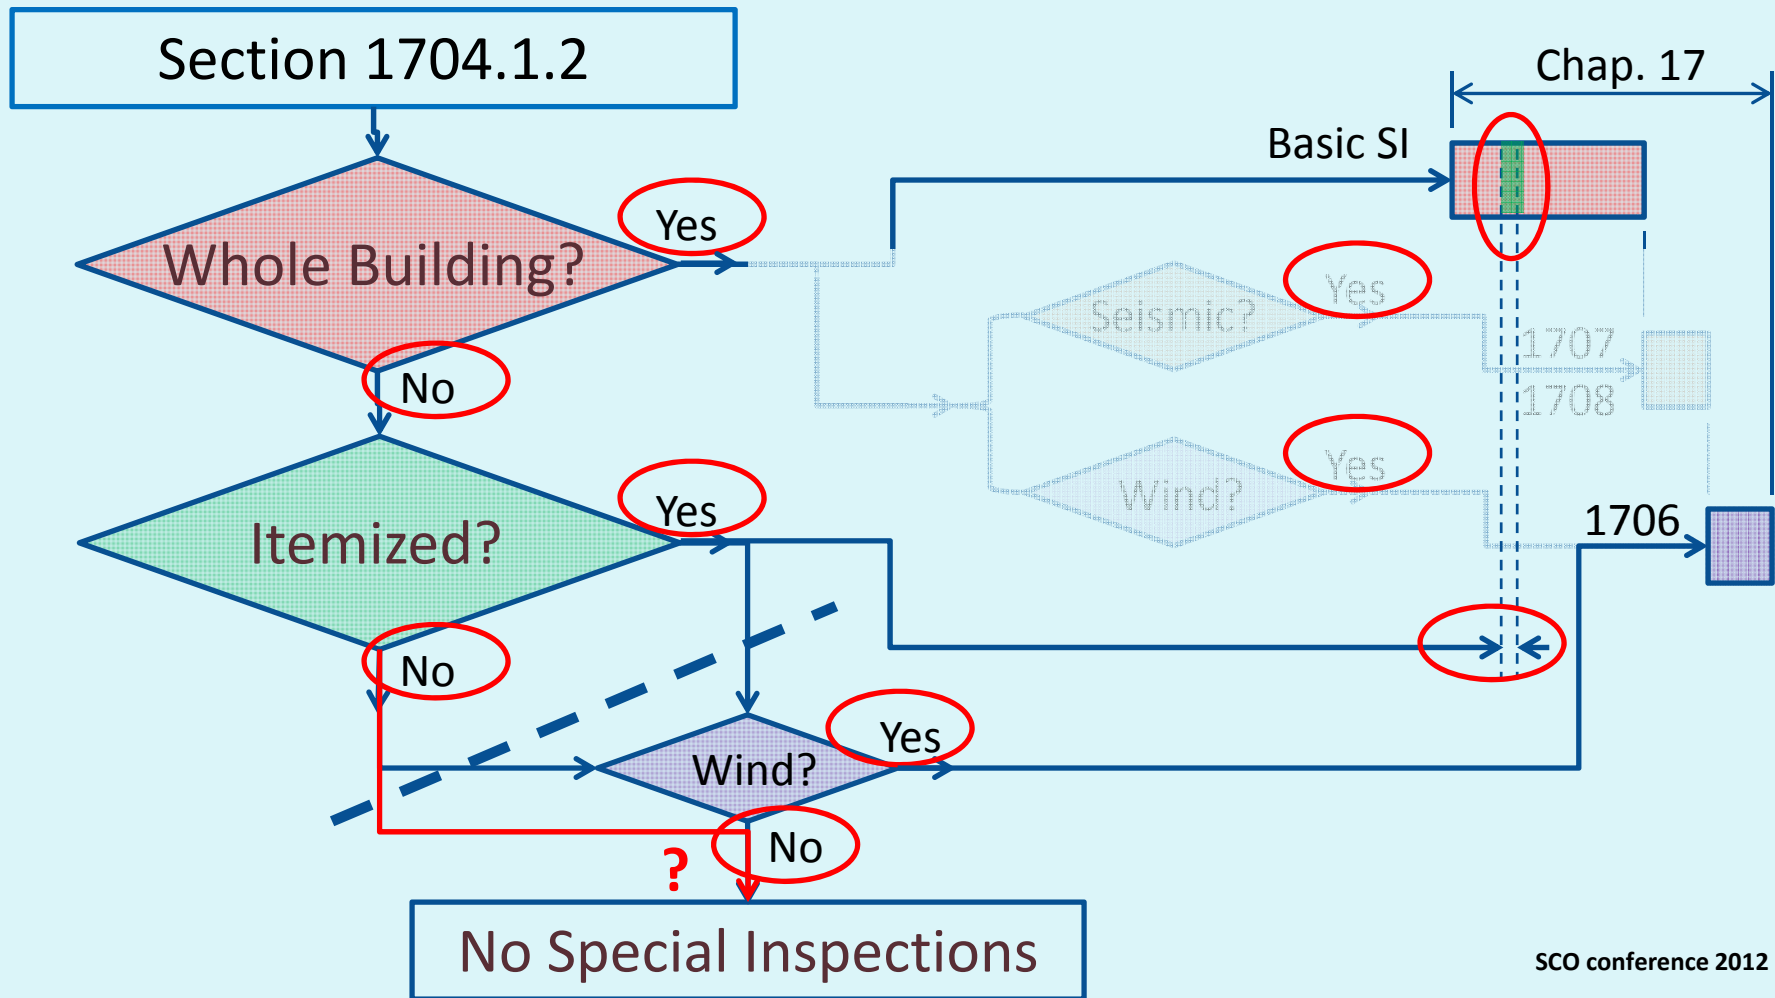 Section 1704.1.2
Chap. 17
Basic SI
Yes
Whole Building?
Yes
Seismic?
1707
No
1708
Yes
Wind?
Yes
1706
Itemized?
No
Yes
Wind?
No
?
No Special Inspections
SCO conference 2012